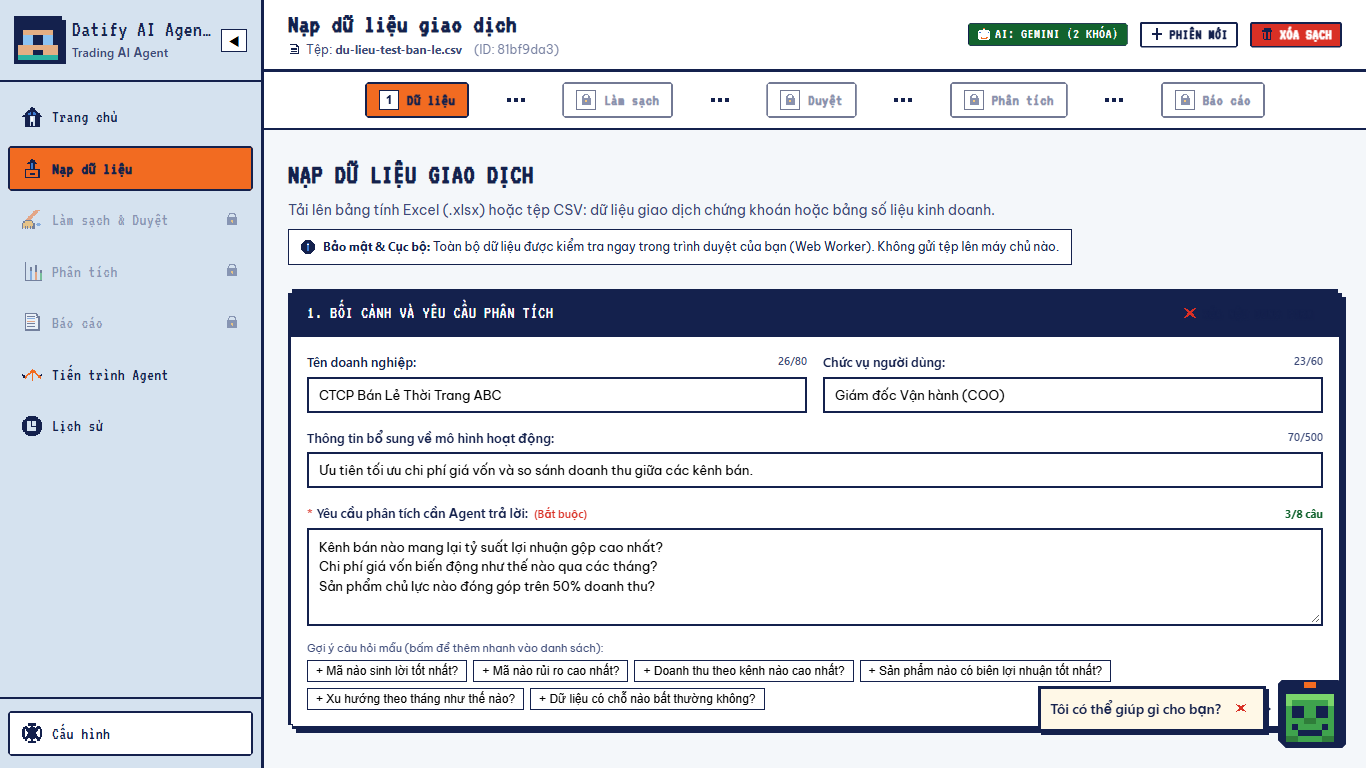 Datify AI Agen…
Trading AI Agent
Trang chủ
Nạp dữ liệu
Làm sạch & Duyệt
Phân tích
Báo cáo
Tiến trình Agent
Lịch sử
Cấu hình
Nạp dữ liệu giao dịch
Tệp: du-lieu-test-ban-le.csv (ID: 81bf9da3)
AI: GEMINI (2 KHÓA)
PHIÊN MỚI
XÓA SẠCH
1 Dữ liệu
Làm sạch
Duyệt
Phân tích
Báo cáo
NẠP DỮ LIỆU GIAO DỊCH
Tải lên bảng tính Excel (.xlsx) hoặc tệp CSV: dữ liệu giao dịch chứng khoán hoặc bảng số liệu kinh doanh.
Bảo mật & Cục bộ: Toàn bộ dữ liệu được kiểm tra ngay trong trình duyệt của bạn (Web Worker). Không gửi tệp lên máy chủ nào.
1. BỐI CẢNH VÀ YÊU CẦU PHÂN TÍCH
Tên doanh nghiệp: 26/80
CTCP Bán Lẻ Thời Trang ABC
Chức vụ người dùng: 23/60
Giám đốc Vận hành (COO)
Thông tin bổ sung về mô hình hoạt động: 70/500
Ưu tiên tối ưu chi phí giá vốn và so sánh doanh thu giữa các kênh bán.
* Yêu cầu phân tích cần Agent trả lời: (Bắt buộc) 3/8 câu
Kênh bán nào mang lại tỷ suất lợi nhuận gộp cao nhất?
Chi phí giá vốn biến động như thế nào qua các tháng?
Sản phẩm chủ lực nào đóng góp trên 50% doanh thu?
Gợi ý câu hỏi mẫu (bấm để thêm nhanh vào danh sách):
+ Mã nào sinh lời tốt nhất?
+ Mã nào rủi ro cao nhất?
+ Doanh thu theo kênh nào cao nhất?
+ Sản phẩm nào có biên lợi nhuận tốt nhất?
+ Xu hướng theo tháng như thế nào?
+ Dữ liệu có chỗ nào bất thường không?
Tôi có thể giúp gì cho bạn?